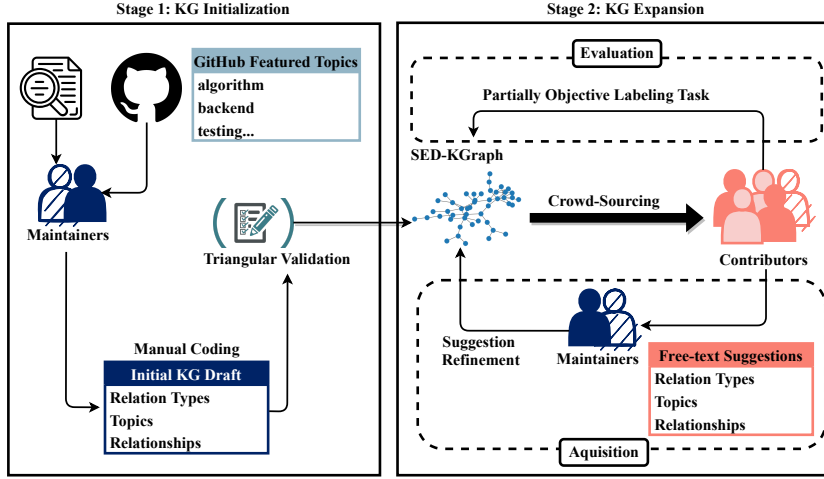 Stage 1: KG Initialization
GitHub Featured Topics
algorithm
backend
testing...
Maintainers
Triangular Validation
Manual Coding
Initial KG Draft
Relation Types
Topics
Relationships
Stage 2: KG Expansion
Evaluation
Partially Objective Labeling Task
SED-KGraph
Crowd-Sourcing
Contributors
Suggestion
Refinement
Maintainers
Free-text Suggestions
Relation Types
Topics
Relationships
Aquisition